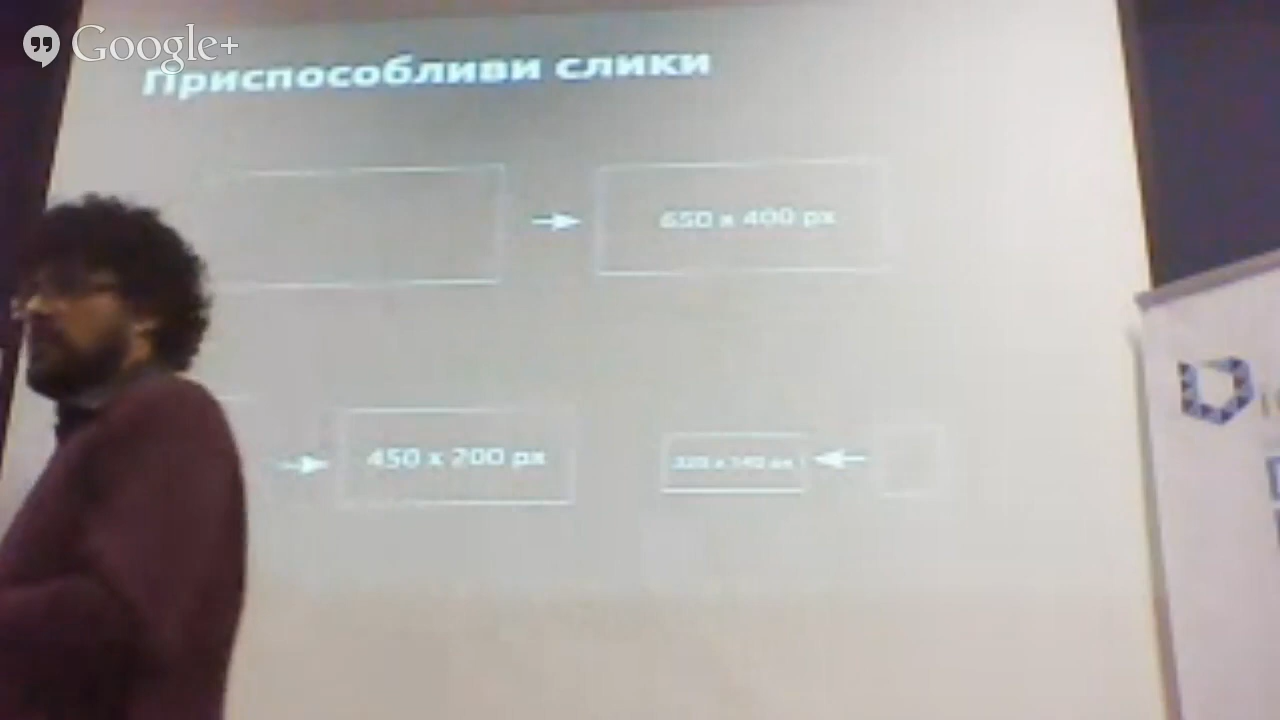 Google+
Приспособливи слики
650 x 400 px
450 x 200 px